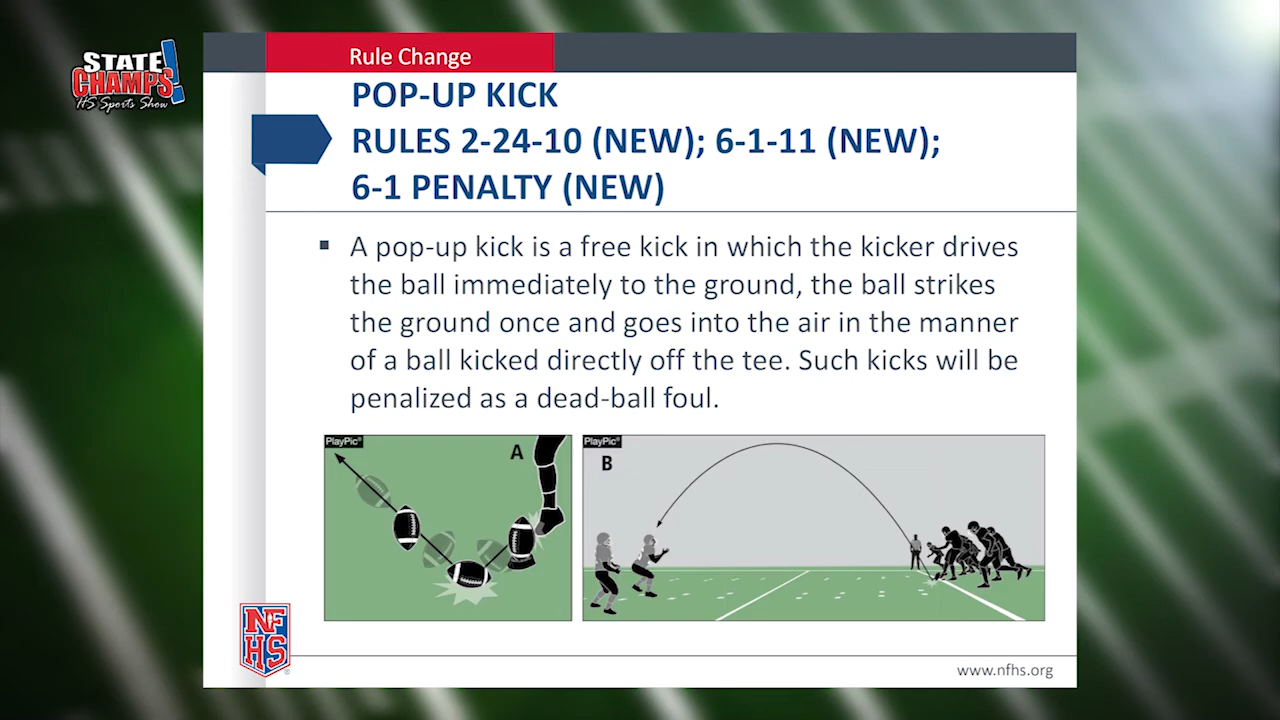 STATE
CHAMPS!
HS Sports Show
Rule Change
POP-UP KICK
RULES 2-24-10 (NEW); 6-1-11 (NEW);
6-1 PENALTY (NEW)
A pop-up kick is a free kick in which the kicker drives
the ball immediately to the ground, the ball strikes
the ground once and goes into the air in the manner
of a ball kicked directly off the tee. Such kicks will be
penalized as a dead-ball foul.
PlayPic®
A
PlayPic®
B
NF
HS
®
www.nfhs.org